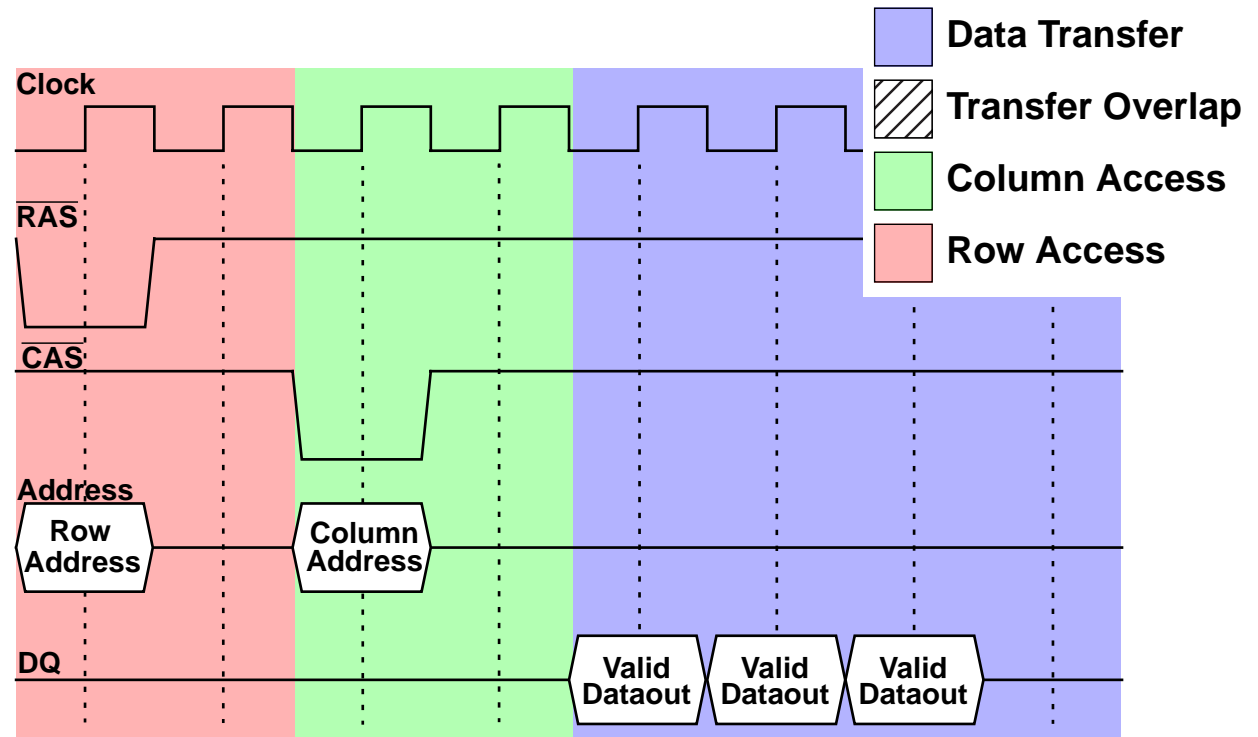 Data Transfer
Transfer Overlap
Column Access
Row Access
Clock
RAS
CAS
Address
Row
Address
Column
Address
DQ
Valid
Dataout
Valid
Dataout
Valid
Dataout